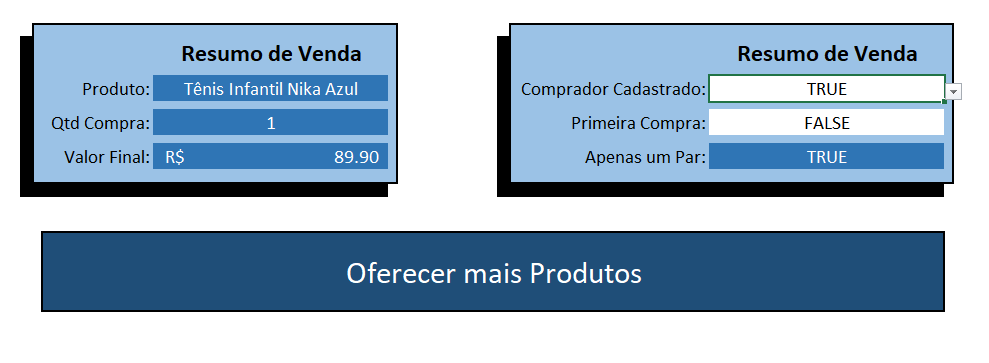 Resumo de Venda
Produto: Tênis Infantil Nika Azul
Qtd Compra: 1
Valor Final: R$ 89.90
Resumo de Venda
Comprador Cadastrado: TRUE
Primeira Compra: FALSE
Apenas um Par: TRUE
Oferecer mais Produtos